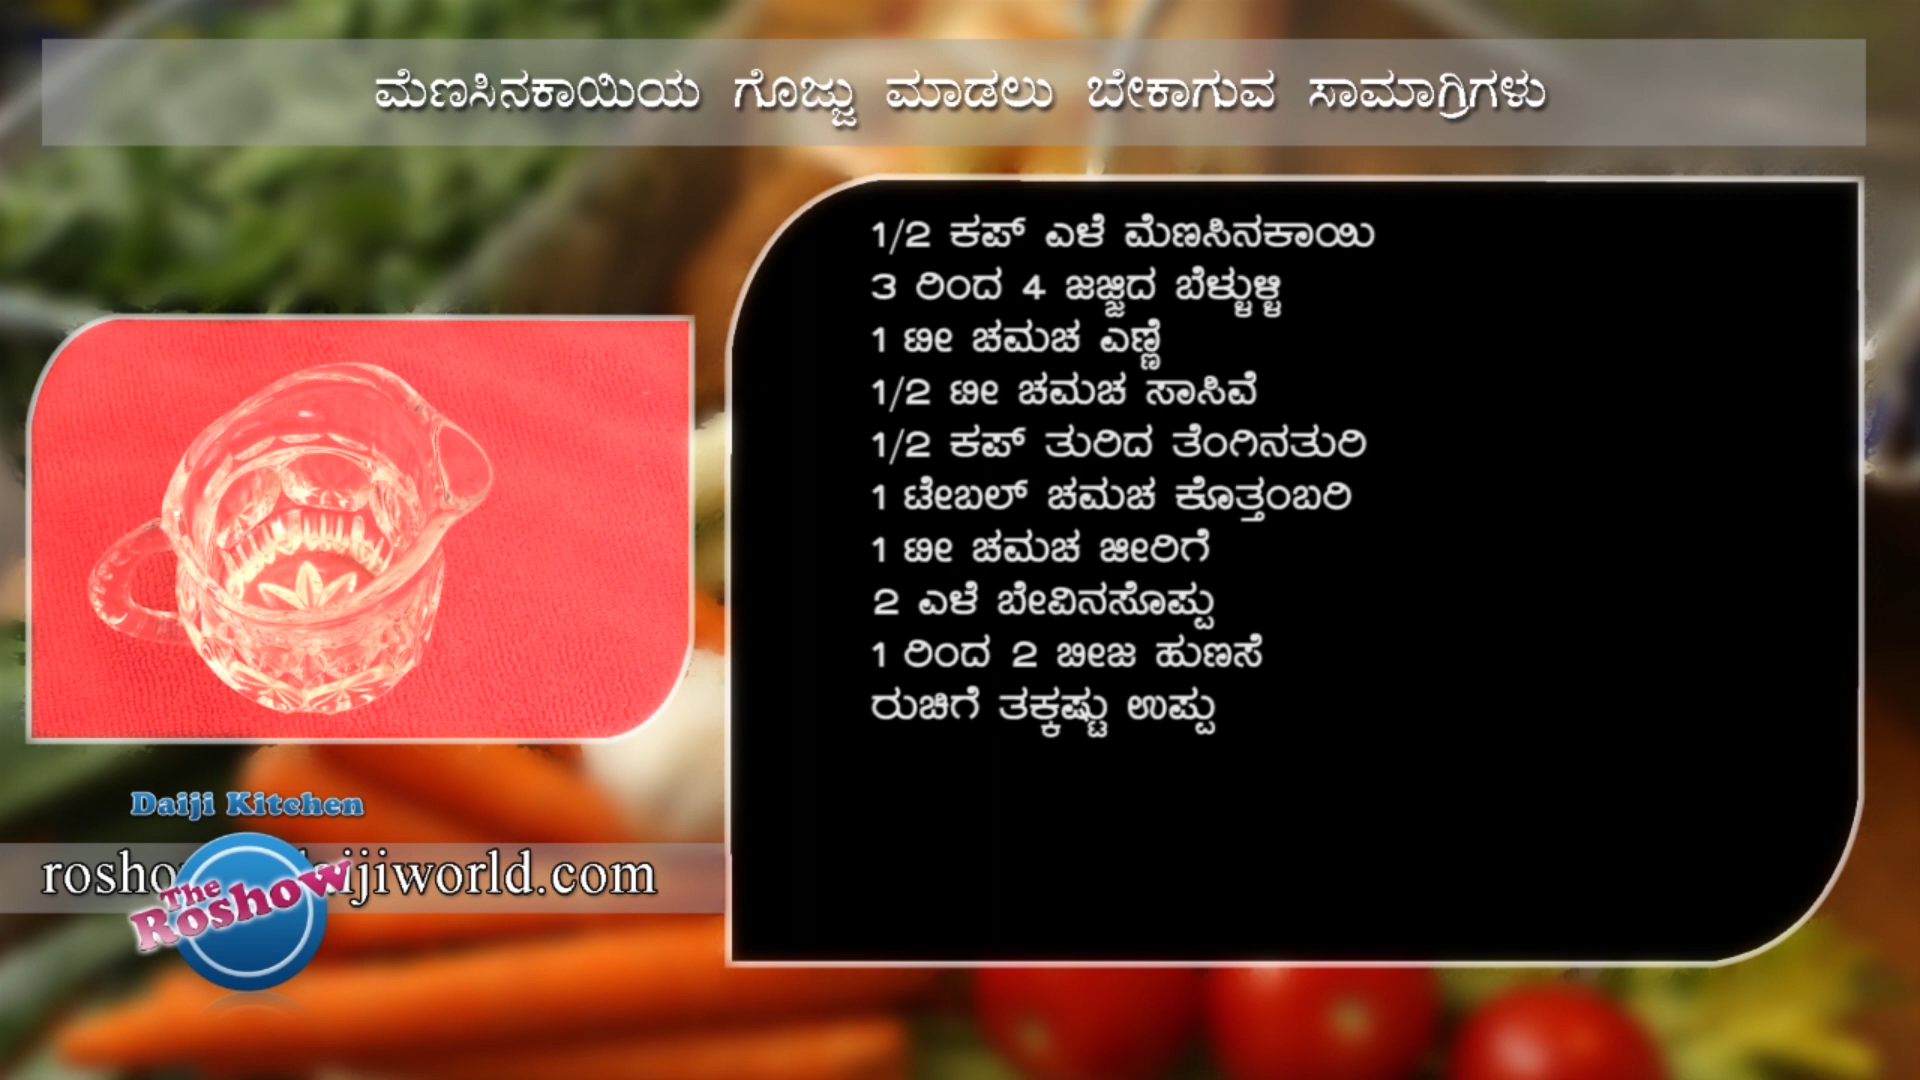 ಮೆಣಸಿನಕಾಯಿಯ ಗೊಜ್ಜು ಮಾಡಲು ಬೇಕಾಗುವ ಸಾಮಾಗ್ರಿಗಳು
1/2 ಕಪ್ ಎಳೆ ಮೆಣಸಿನಕಾಯಿ
3 ರಿಂದ 4 ಜಜ್ಜಿದ ಬೆಳ್ಳುಳ್ಳಿ
1 ಟೀ ಚಮಚ ಎಣ್ಣೆ
1/2 ಟೀ ಚಮಚ ಸಾಸಿವೆ
1/2 ಕಪ್ ತುರಿದ ತೆಂಗಿನತುರಿ
1 ಟೇಬಲ್ ಚಮಚ ಕೊತ್ತಂಬರಿ
1 ಟೀ ಚಮಚ ಜೀರಿಗೆ
2 ಎಳೆ ಬೇವಿನಸೊಪ್ಪು
1 ರಿಂದ 2 ಬೀಜ ಹುಣಸೆ
ರುಚಿಗೆ ತಕ್ಕಷ್ಟು ಉಪ್ಪು
Daiji Kitchen
The
Roshow